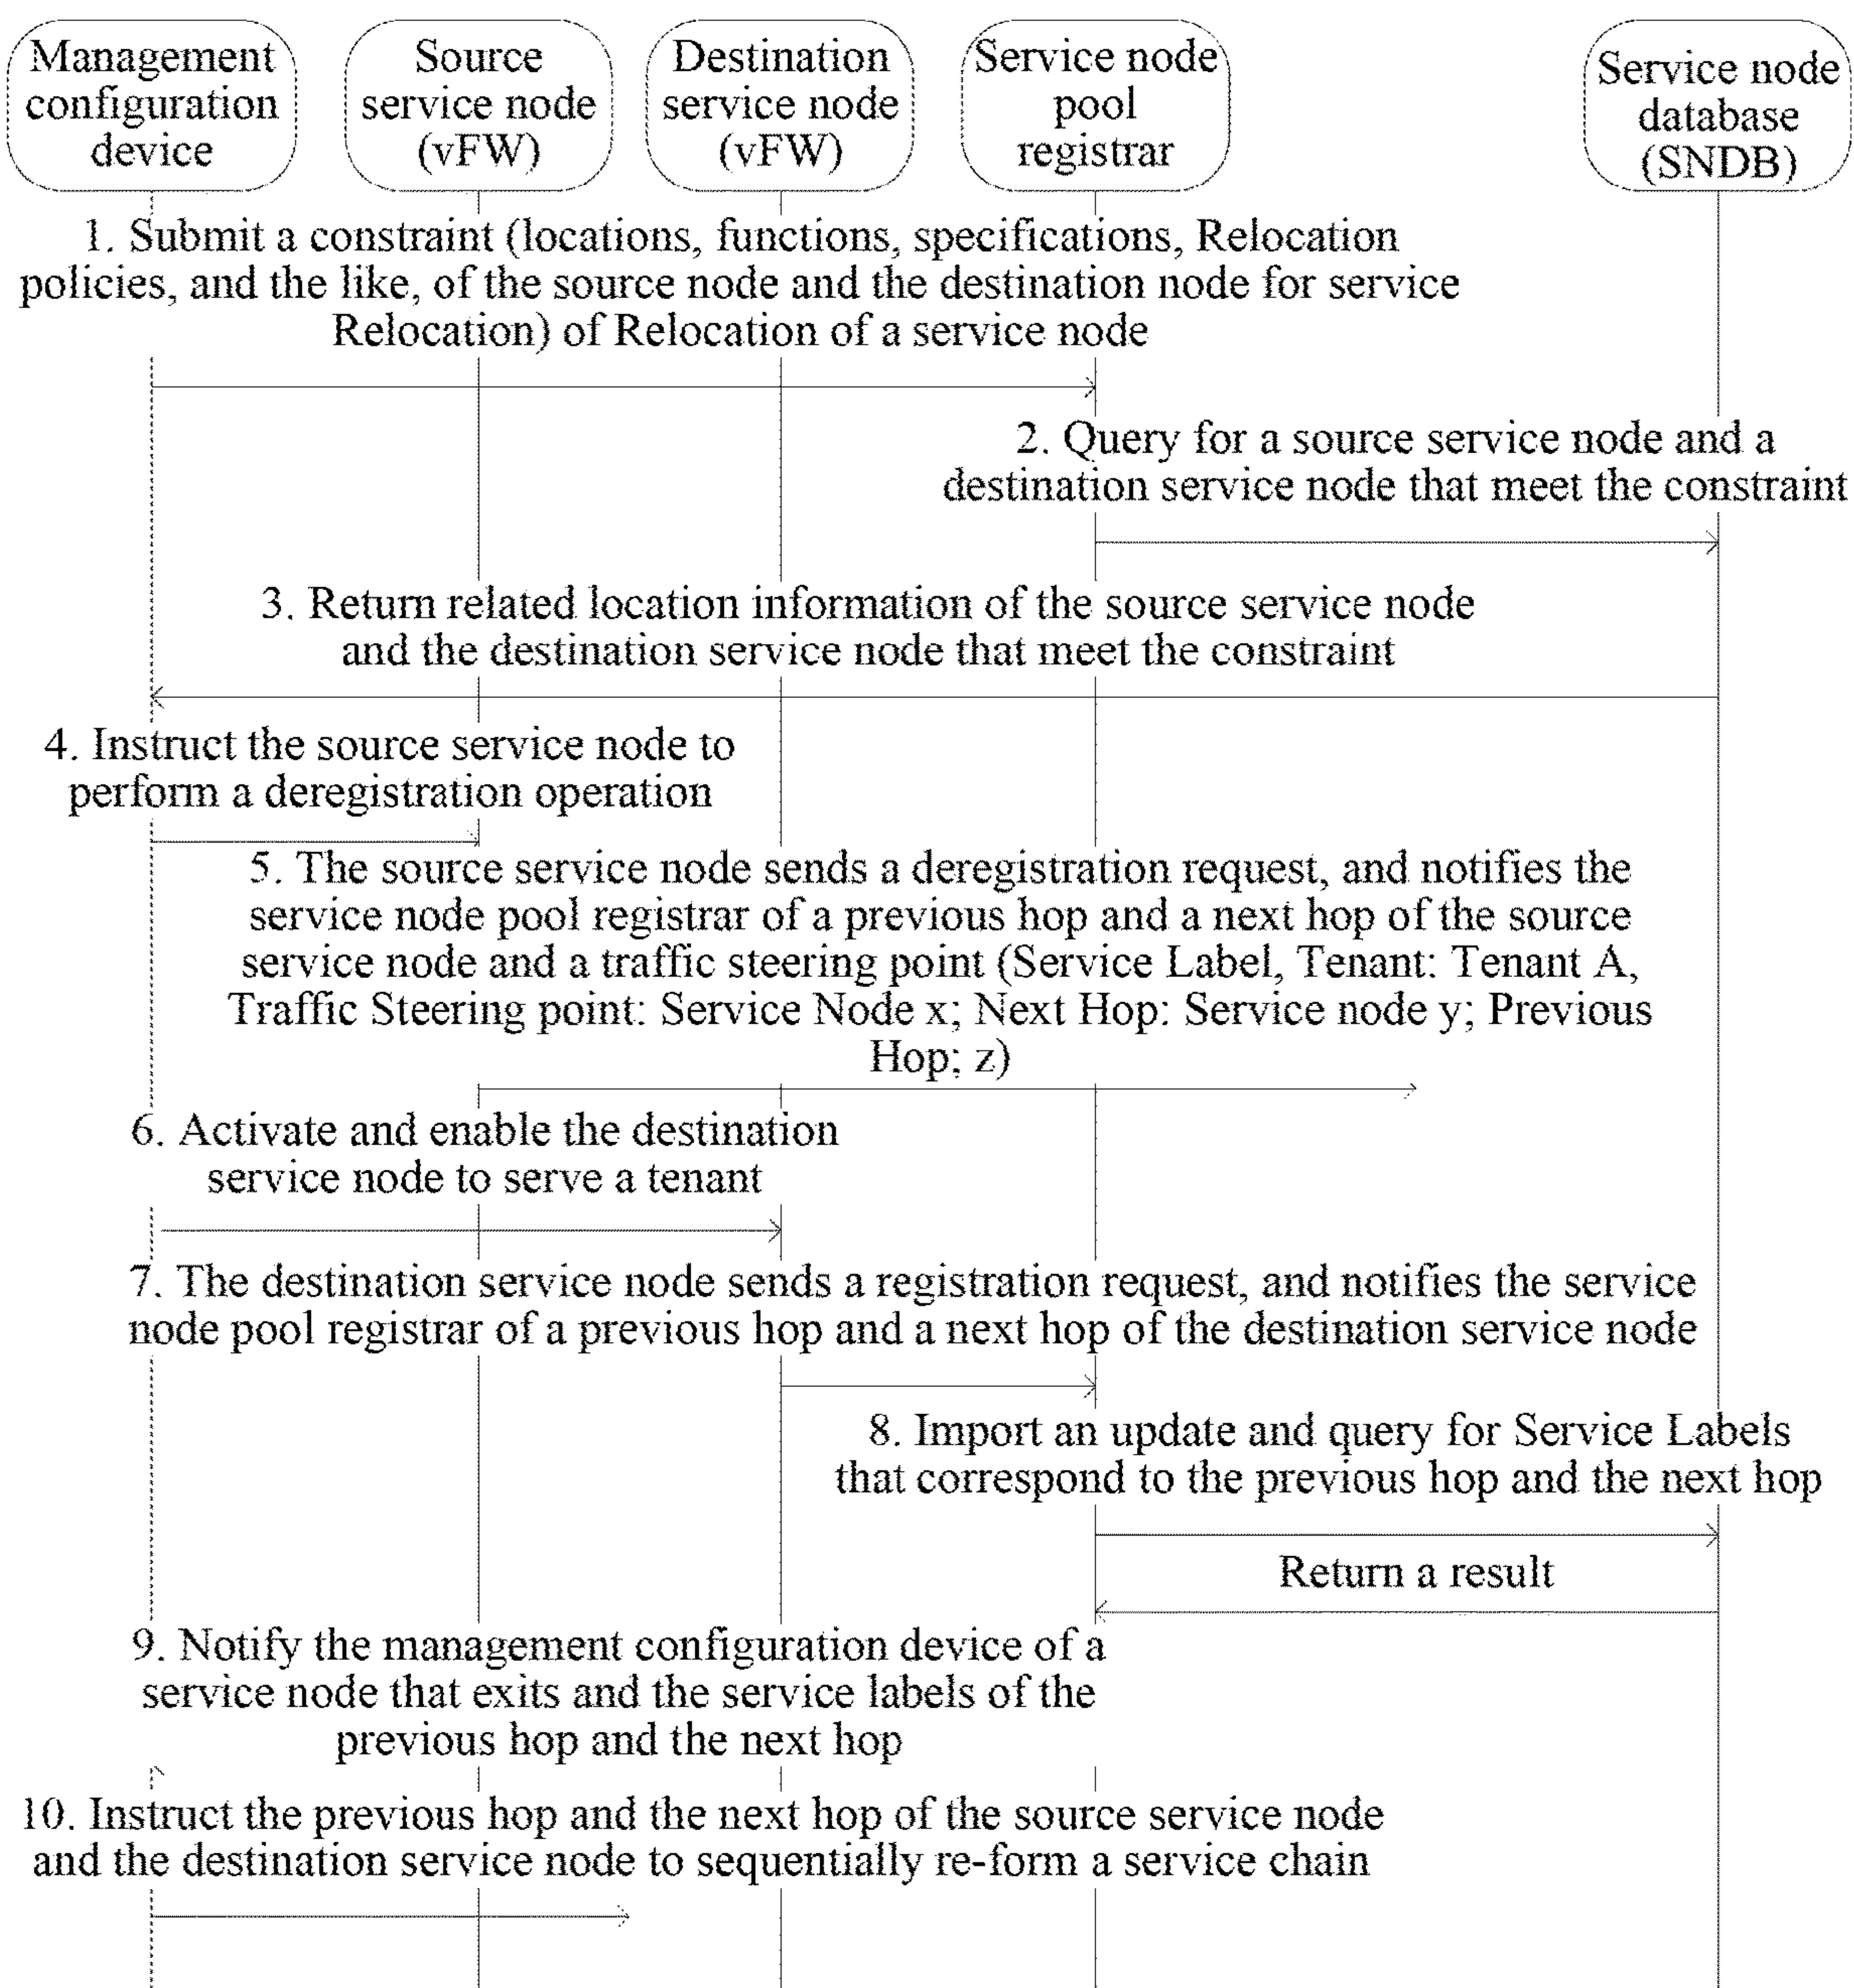 Management
configuration
device
Source
service node
(vFW)
Destination
service node
(vFW)
Service node
pool
registrar
Service node
database
(SNDB)
1. Submit a constraint (locations, functions, specifications, Relocation
policies, and the like, of the source node and the destination node for service
Relocation) of Relocation of a service node
2. Query for a source service node and a
destination service node that meet the constraint
3. Return related location information of the source service node
and the destination service node that meet the constraint
4. Instruct the source service node to
perform a deregistration operation
5. The source service node sends a deregistration request, and notifies the
service node pool registrar of a previous hop and a next hop of the source
service node and a traffic steering point (Service Label, Tenant: Tenant A,
Traffic Steering point: Service Node x; Next Hop: Service node y; Previous
Hop; z)
6. Activate and enable the destination
service node to serve a tenant
7. The destination service node sends a registration request, and notifies the service
node pool registrar of a previous hop and a next hop of the destination service node
8. Import an update and query for Service Labels
that correspond to the previous hop and the next hop
Return a result
9. Notify the management configuration device of a
service node that exits and the service labels of the
previous hop and the next hop
10. Instruct the previous hop and the next hop of the source service node
and the destination service node to sequentially re-form a service chain